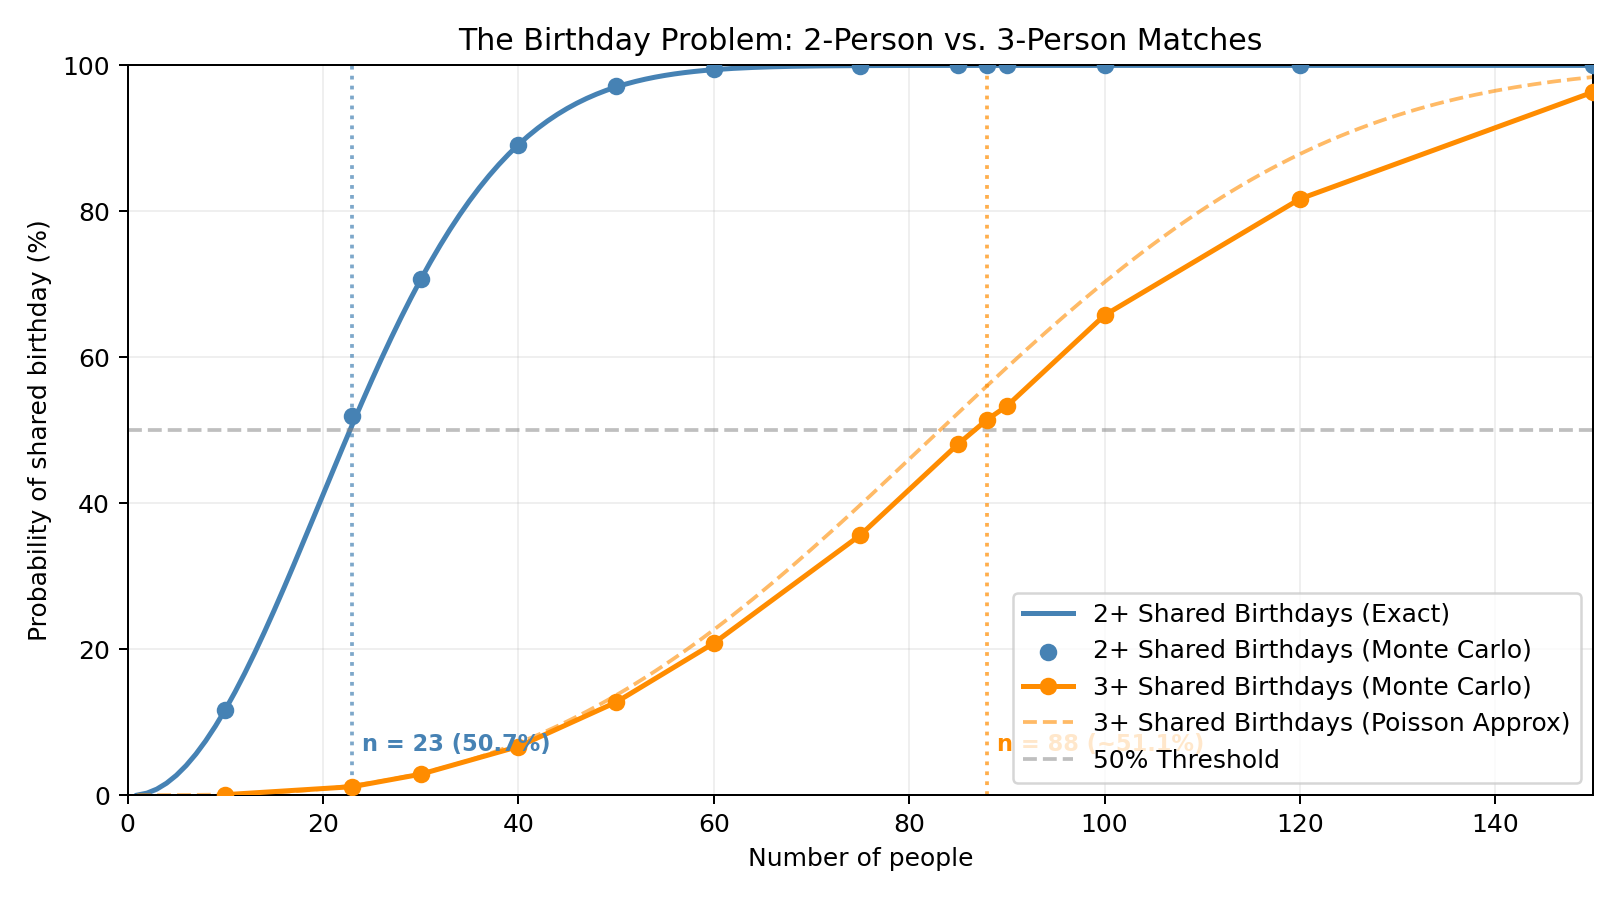 The Birthday Problem: 2-Person vs. 3-Person Matches
Probability of shared birthday (%)
100
80
60
40
20
0
n = 23 (50.7%)
n = 88 (~51.1%)
2+ Shared Birthdays (Exact)
2+ Shared Birthdays (Monte Carlo)
3+ Shared Birthdays (Monte Carlo)
3+ Shared Birthdays (Poisson Approx)
50% Threshold
0 20 40 60 80 100 120 140
Number of people